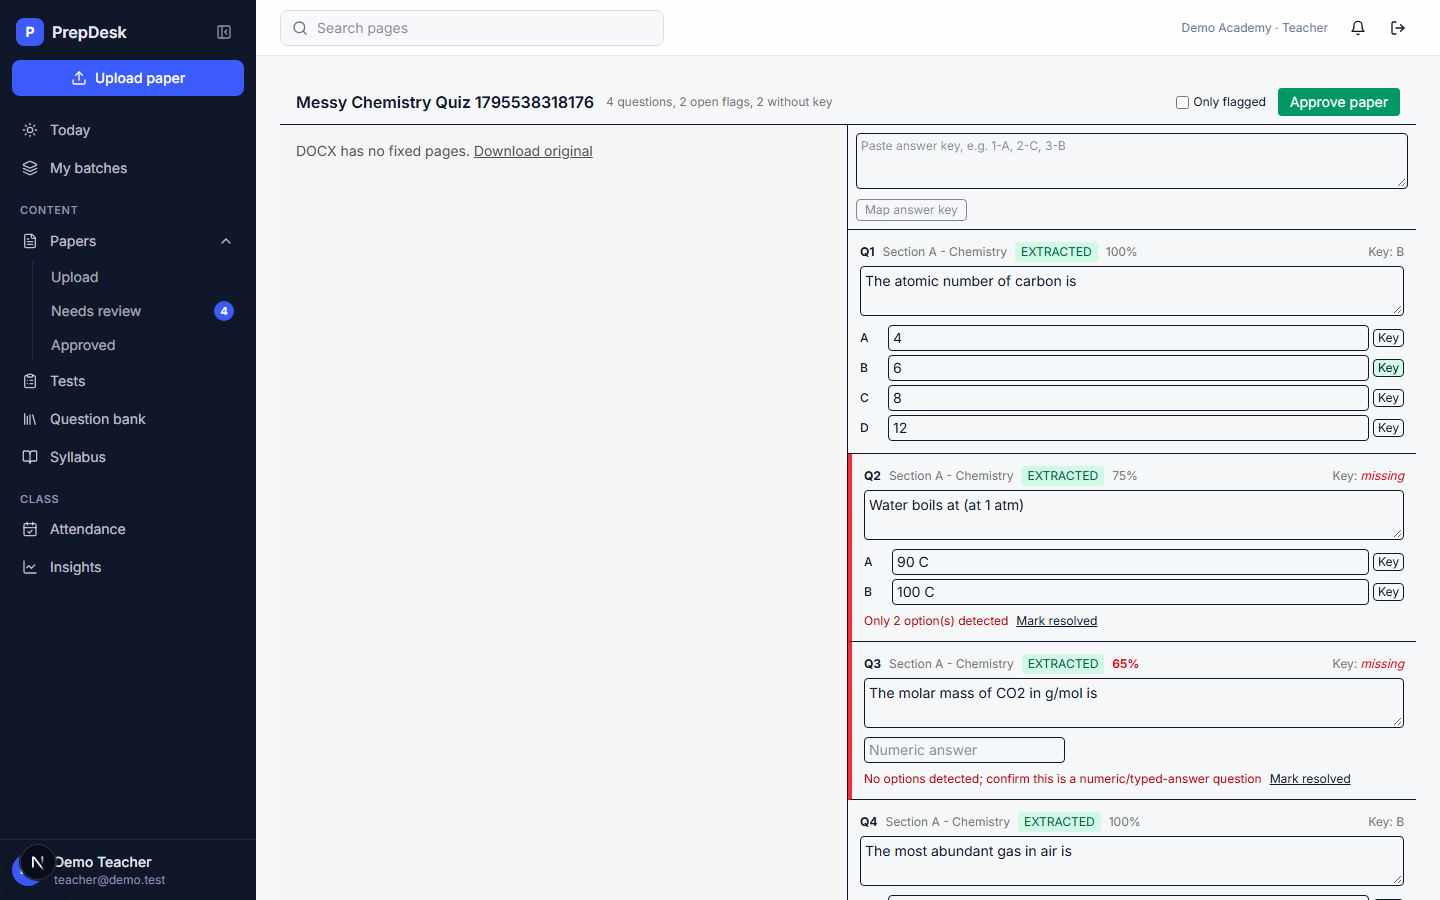 P PrepDesk
Upload paper
Today
My batches
CONTENT
Papers
Upload
Needs review 4
Approved
Tests
Question bank
Syllabus
CLASS
Attendance
Insights
N Demo Teacher
teacher@demo.test
Search pages
Demo Academy · Teacher
Messy Chemistry Quiz 1795538318176 4 questions, 2 open flags, 2 without key
Only flagged Approve paper
DOCX has no fixed pages. Download original
Paste answer key, e.g. 1-A, 2-C, 3-B
Map answer key
Q1 Section A - Chemistry EXTRACTED 100% Key: B
The atomic number of carbon is
A 4 Key
B 6 Key
C 8 Key
D 12 Key
Q2 Section A - Chemistry EXTRACTED 75% Key: missing
Water boils at (at 1 atm)
A 90 C Key
B 100 C Key
Only 2 option(s) detected Mark resolved
Q3 Section A - Chemistry EXTRACTED 65% Key: missing
The molar mass of CO2 in g/mol is
Numeric answer
No options detected; confirm this is a numeric/typed-answer question Mark resolved
Q4 Section A - Chemistry EXTRACTED 100% Key: B
The most abundant gas in air is